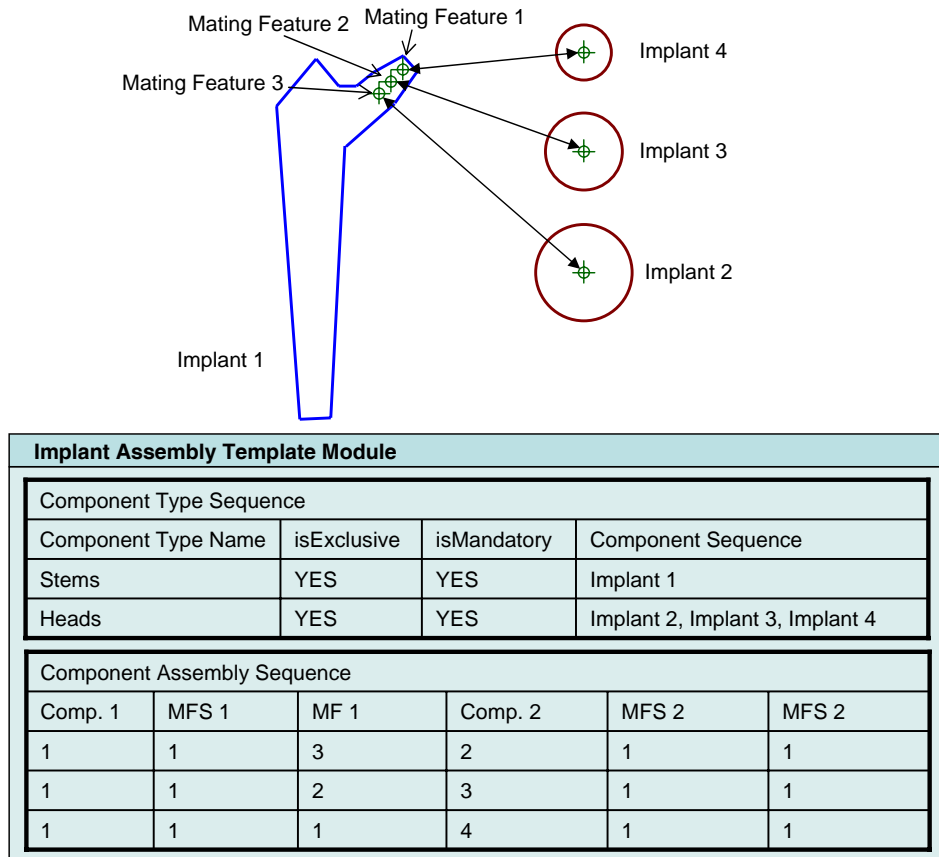 Mating Feature 1
Mating Feature 2
Mating Feature 3
Implant 4
Implant 3
Implant 2
Implant 1
Implant Assembly Template Module
Component Type Sequence
Component Type Name isExclusive isMandatory Component Sequence
Stems YES YES Implant 1
Heads YES YES Implant 2, Implant 3, Implant 4
Component Assembly Sequence
Comp. 1 MFS 1 MF 1 Comp. 2 MFS 2 MFS 2
1 1 3 2 1 1
1 1 2 3 1 1
1 1 1 4 1 1